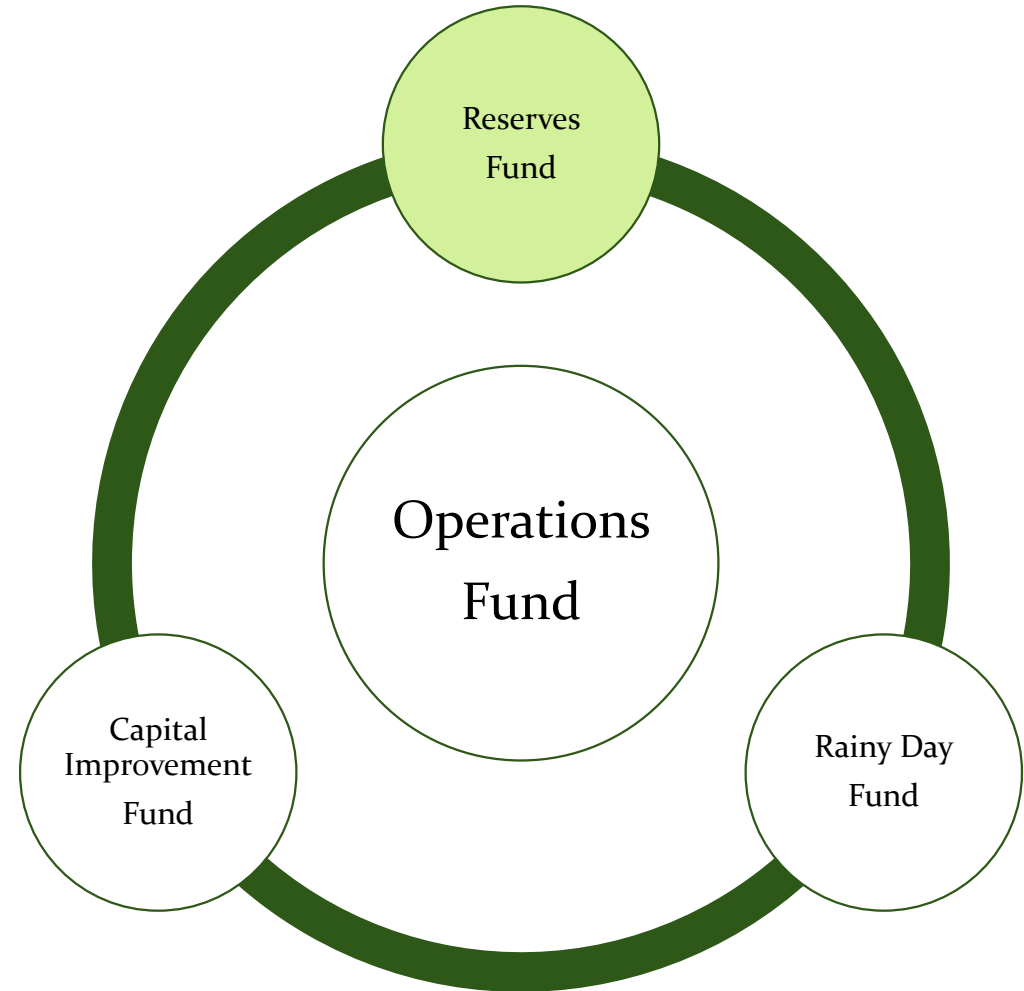 Reserves
Fund
Operations
Fund
Capital
Improvement
Fund
Rainy Day
Fund